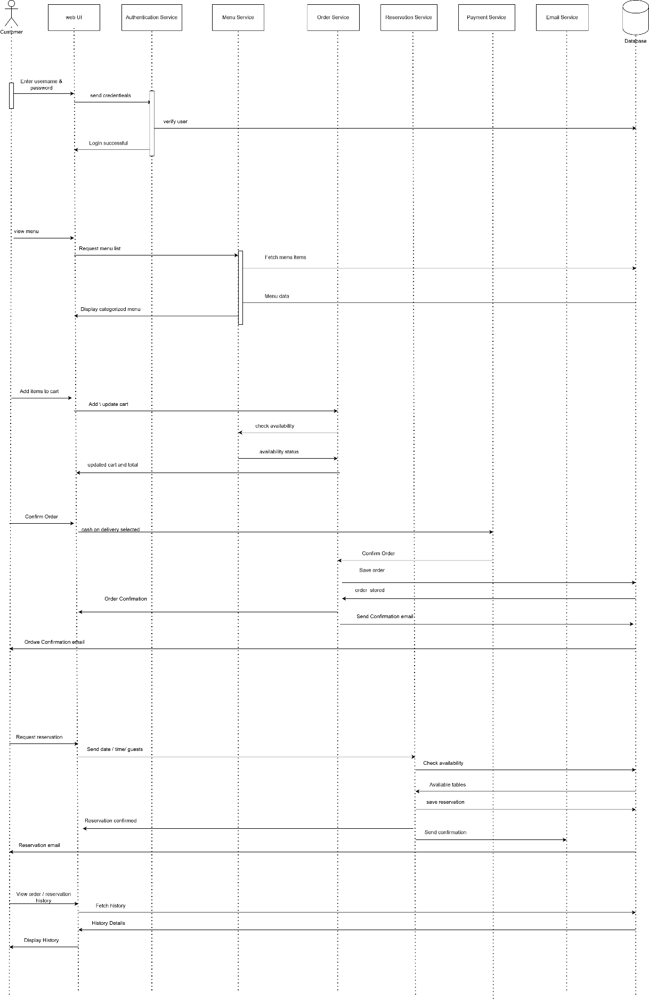 Customer
web UI
Authentication Service
Menu Service
Order Service
Reservation Service
Payment Service
Email Service
Database
Enter username &
password
send credentieals
verify user
Login successful
view menu
Request menu list
Fetch menu items
Menu data
Display categorized menu
Add items to cart
Add \ update cart
check availability
availability status
updated cart and total
Confirm Order
cash on delivery selected
Confirm Order
Save order
order stored
Order Confimation
Send Confirmation email
Ordwe Confirmation email
Request reservation
Send date / time/ guests
Check availability
Available tables
save reservation
Reservation confirmed
Send confirmation
Reservation email
View order / reservation
history
Fetch history
History Details
Display History